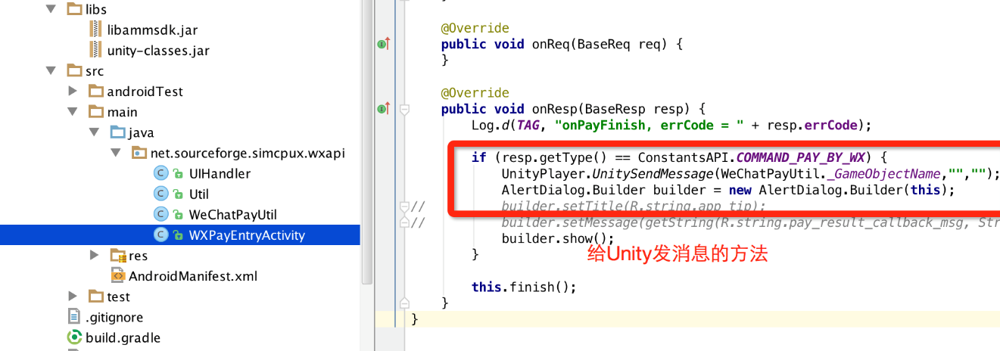 libs
libammsdk.jar
unity-classes.jar
src
androidTest
main
java
net.sourceforge.simcpux.wxapi
UIHandler
Util
WeChatPayUtil
WXPayEntryActivity
res
AndroidManifest.xml
test
.gitignore
build.gradle
@Override
public void onReq(BaseReq req) {
}
@Override
public void onResp(BaseResp resp) {
Log.d(TAG, "onPayFinish, errCode = " + resp.errCode);
if (resp.getType() == ConstantsAPI.COMMAND_PAY_BY_WX) {
UnityPlayer.UnitySendMessage(WeChatPayUtil._GameObjectName,"","");
AlertDialog.Builder builder = new AlertDialog.Builder(this);
// builder.setTitle(R.string.app_tip);
// builder.setMessage(getString(R.string.pay_result_callback_msg, Str
builder.show();
}
给Unity发消息的方法
this.finish();
}
}